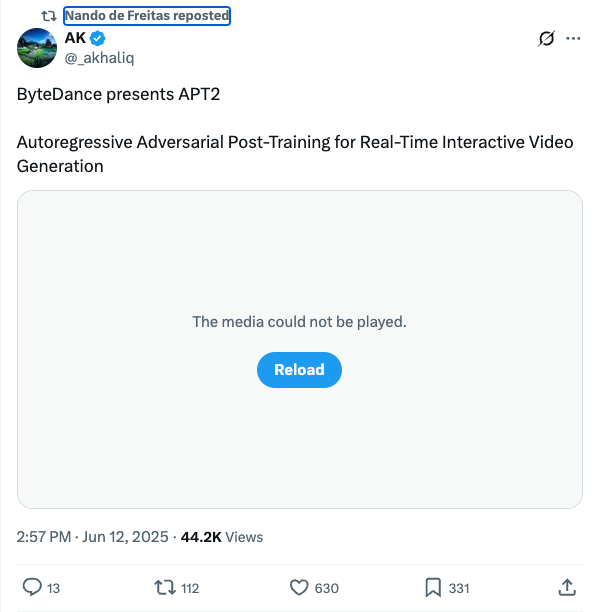 Nando de Freitas reposted
AK
@_akhaliq
ByteDance presents APT2
Autoregressive Adversarial Post-Training for Real-Time Interactive Video
Generation
The media could not be played.
Reload
2:57 PM · Jun 12, 2025 · 44.2K Views
13 112 630 331